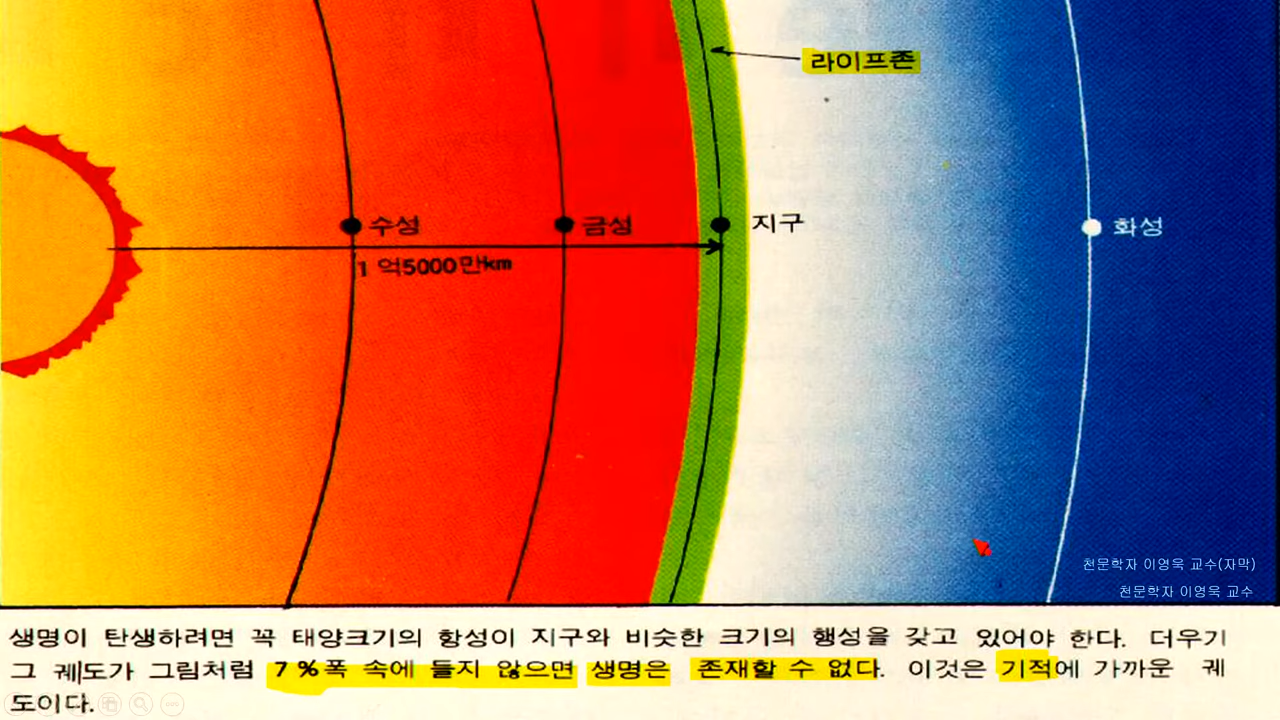 라이프존
수성
금성
지구
화성
1억5000만km
천문학자 이영욱 교수(자막)
천문학자 이영욱 교수
생명이 탄생하려면 꼭 태양크기의 항성이 지구와 비슷한 크기의 행성을 갖고 있어야 한다. 더우기
그 궤도가 그림처럼 7%폭 속에 들지 않으면 생명은 존재할 수 없다. 이것은 기적에 가까운 궤
도이다.